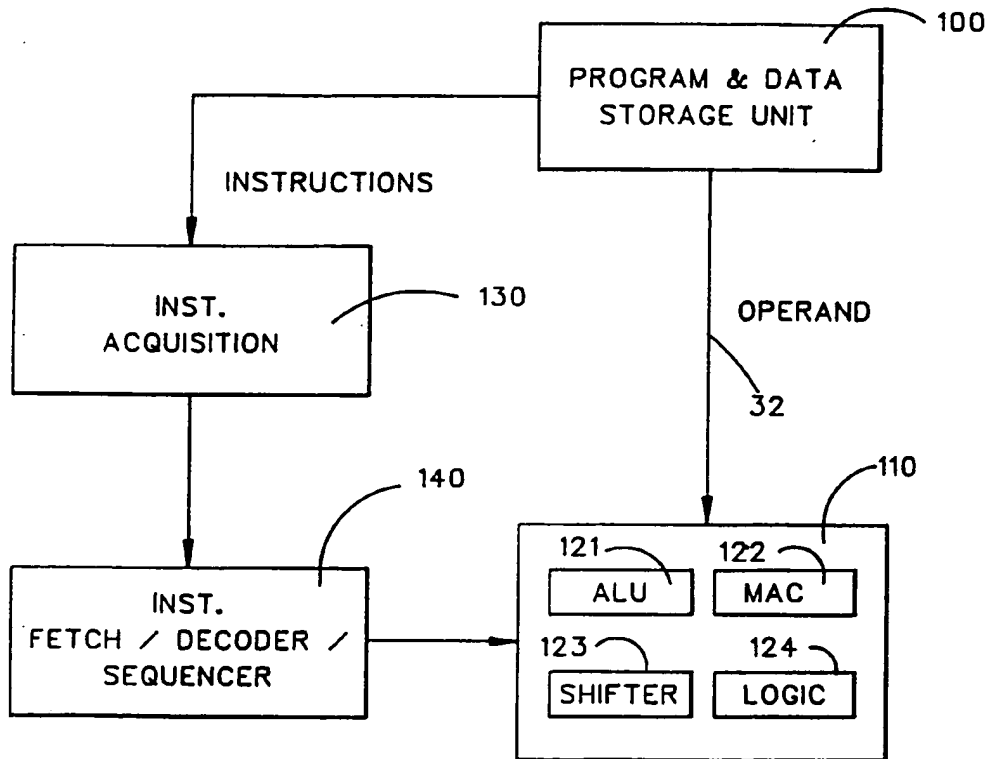 100
PROGRAM & DATA
STORAGE UNIT
INSTRUCTIONS
INST.
ACQUISITION
130
OPERAND
32
140
110
INST.
FETCH / DECODER /
SEQUENCER
121
122
ALU
MAC
123
124
SHIFTER
LOGIC